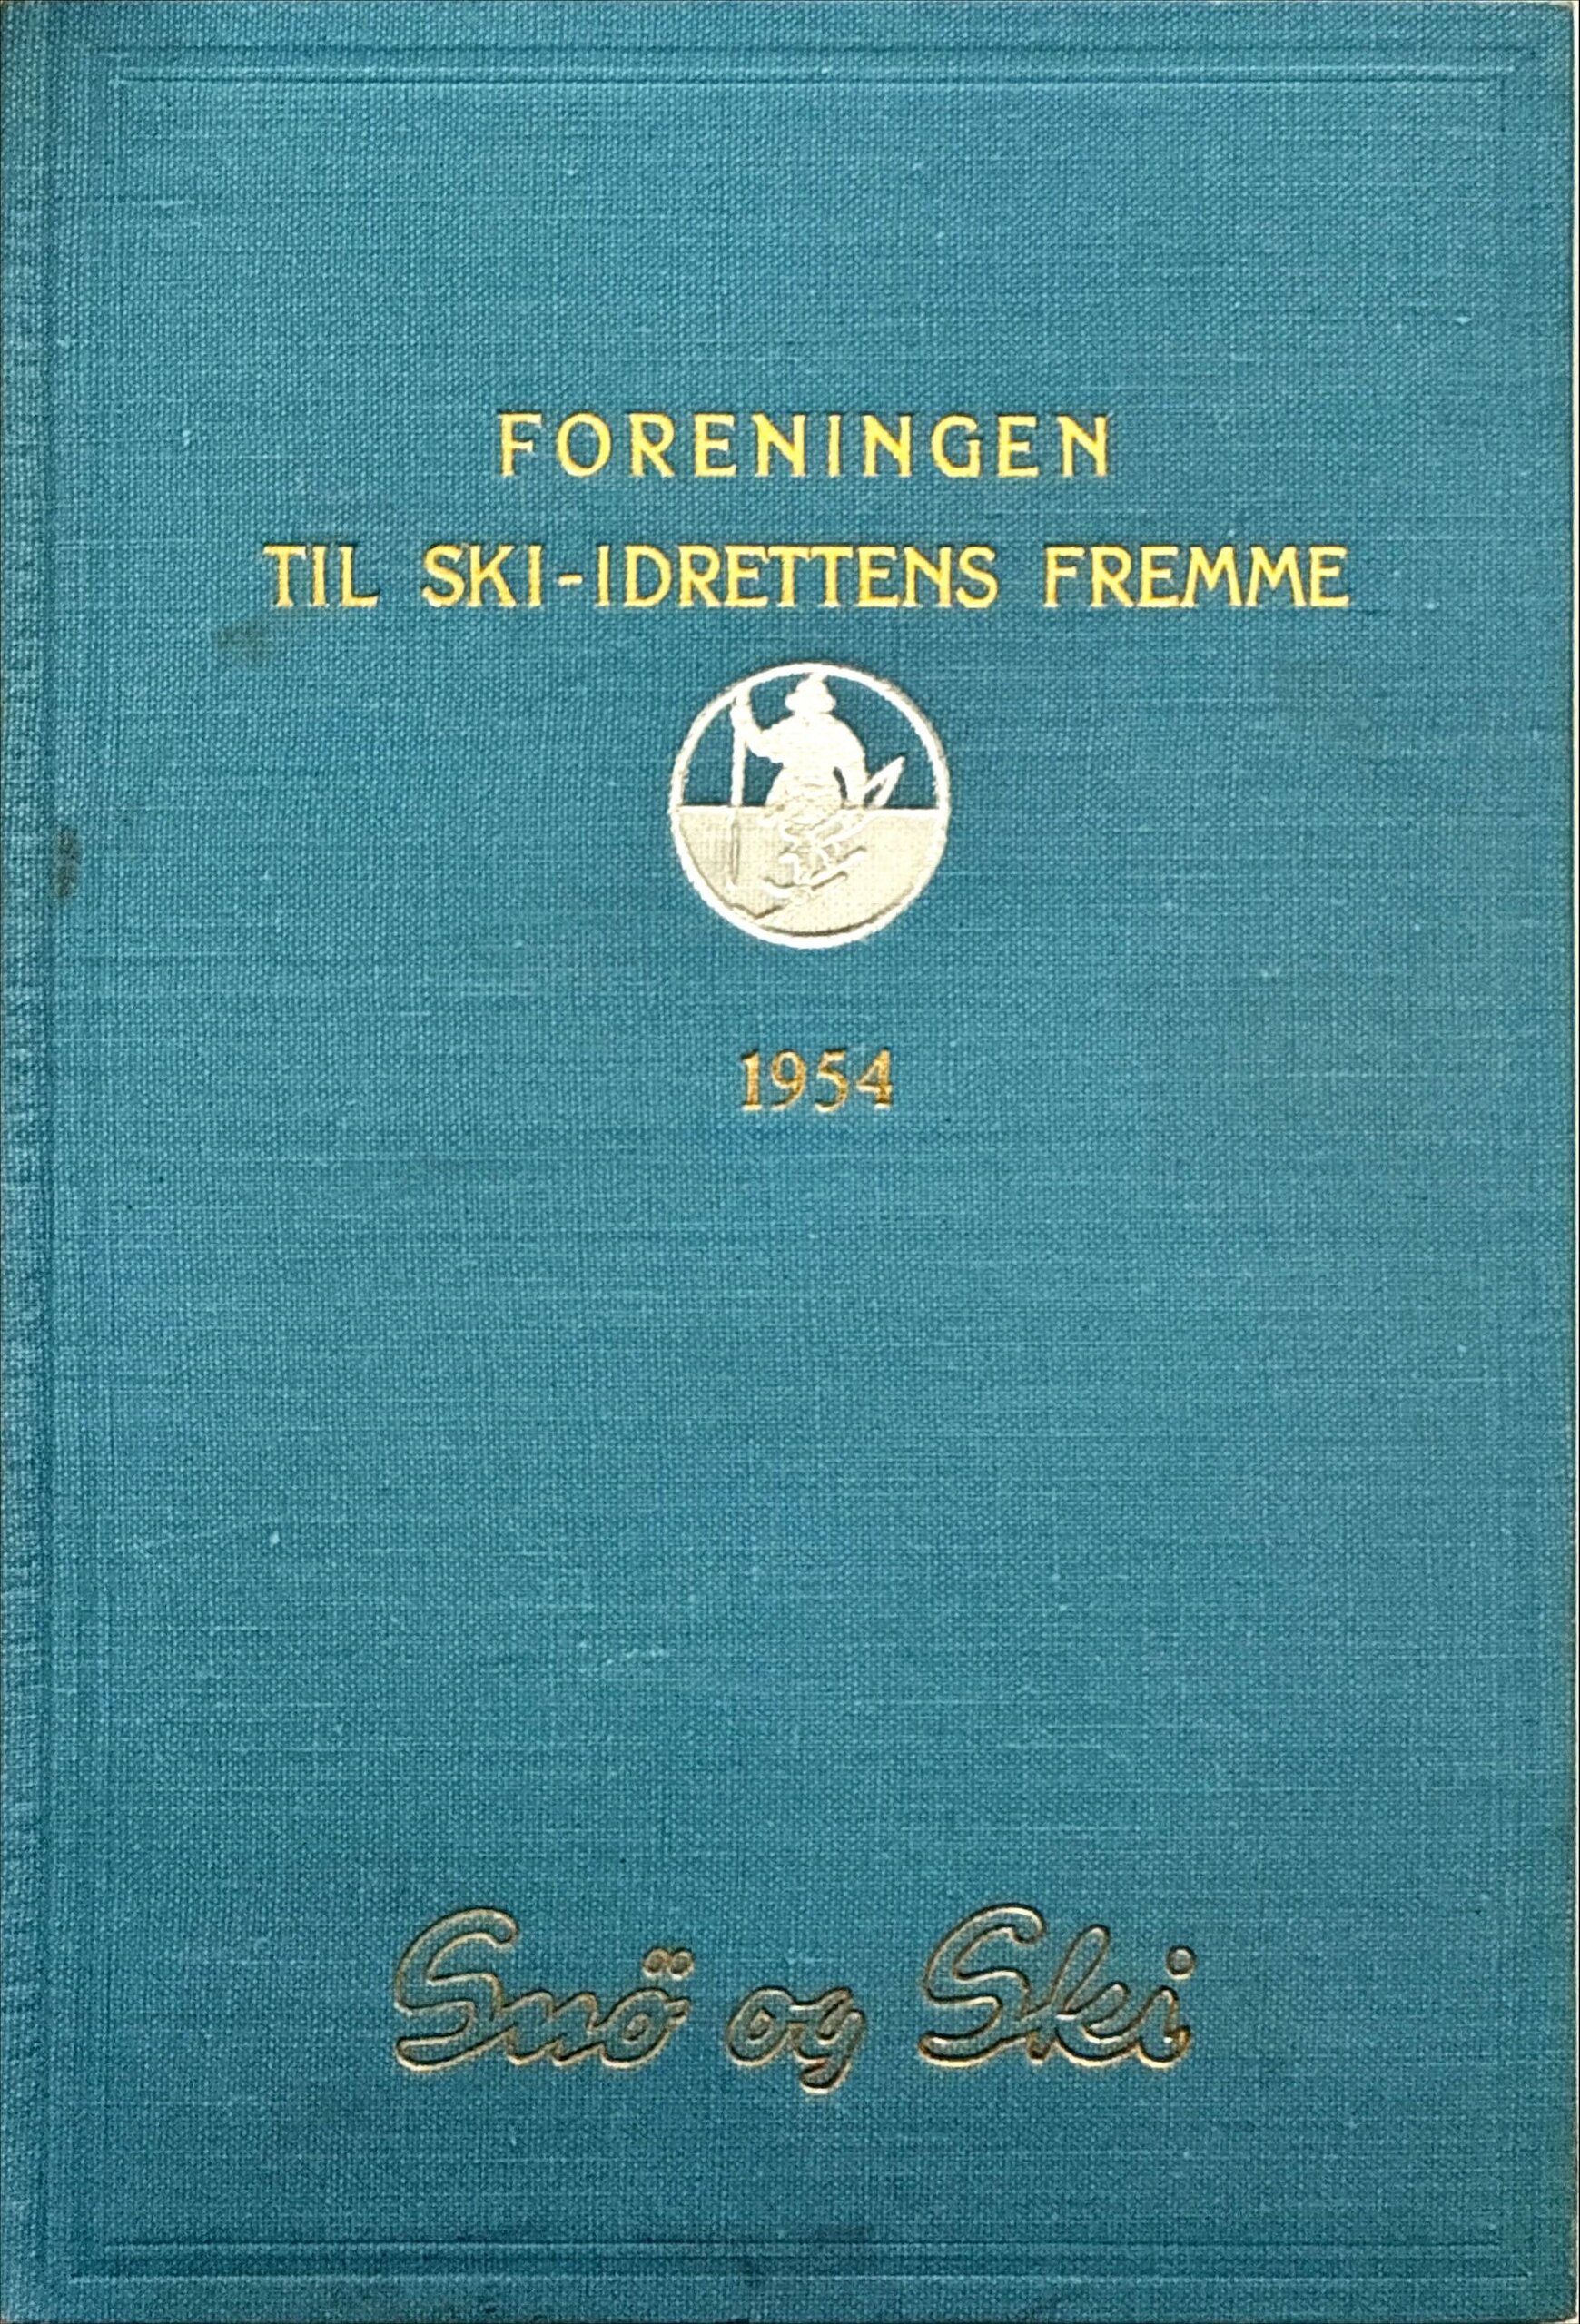 FORENINGEN
TIL SKI-IDRETTENS FREMME
1954
Snö og Ski